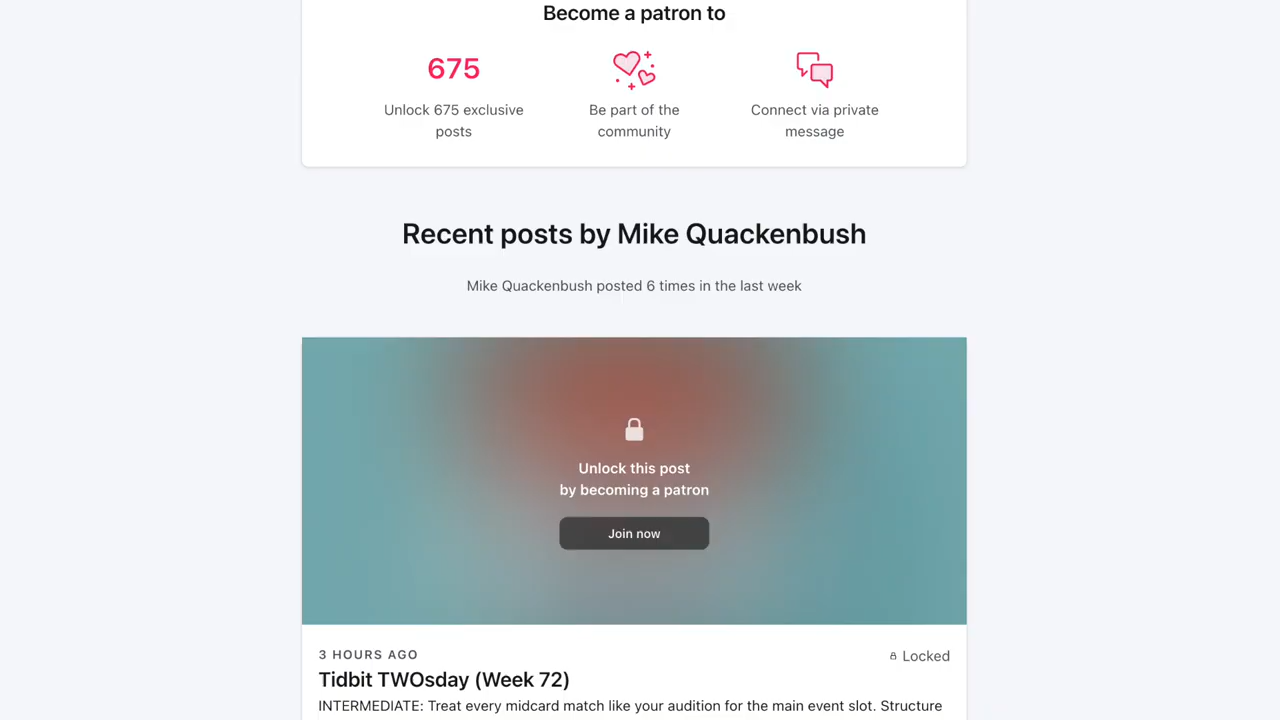 Become a patron to
675
Unlock 675 exclusive
posts
Be part of the
community
Connect via private
message
Recent posts by Mike Quackenbush
Mike Quackenbush posted 6 times in the last week
Unlock this post
by becoming a patron
Join now
3 HOURS AGO
Locked
Tidbit TWOsday (Week 72)
INTERMEDIATE: Treat every midcard match like your audition for the main event slot. Structure